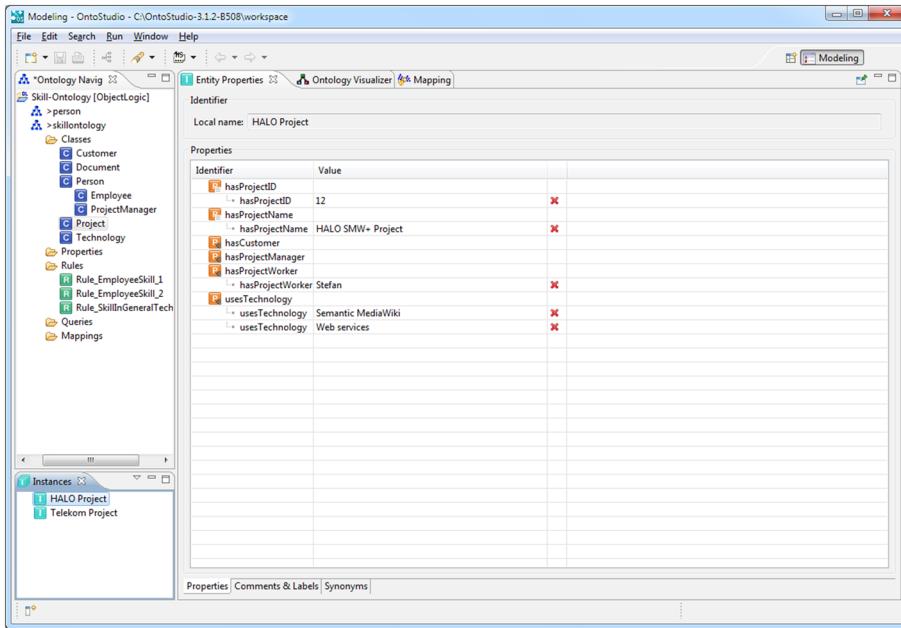 Modeling - OntoStudio - C:\OntoStudio-3.1.2-B508\workspace
File Edit Search Run Window Help
Modeling
*Ontology Navig
Skill-Ontology [ObjectLogic]
>person
>skillontology
Classes
C Customer
C Document
C Person
C Employee
C ProjectManager
C Project
C Technology
Properties
Rules
R Rule_EmployeeSkill_1
R Rule_EmployeeSkill_2
R Rule_SkillInGeneralTech
Queries
Mappings
I Instances
I HALO Project
I Telekom Project
I Entity Properties Ontology Visualizer Mapping
Identifier
Local name: HALO Project
Properties
Identifier Value
P hasProjectID
hasProjectID 12
P hasProjectName
hasProjectName HALO SMW+ Project
P hasCustomer
P hasProjectManager
P hasProjectWorker
hasProjectWorker Stefan
P usesTechnology
usesTechnology Semantic MediaWiki
usesTechnology Web services
Properties Comments & Labels Synonyms